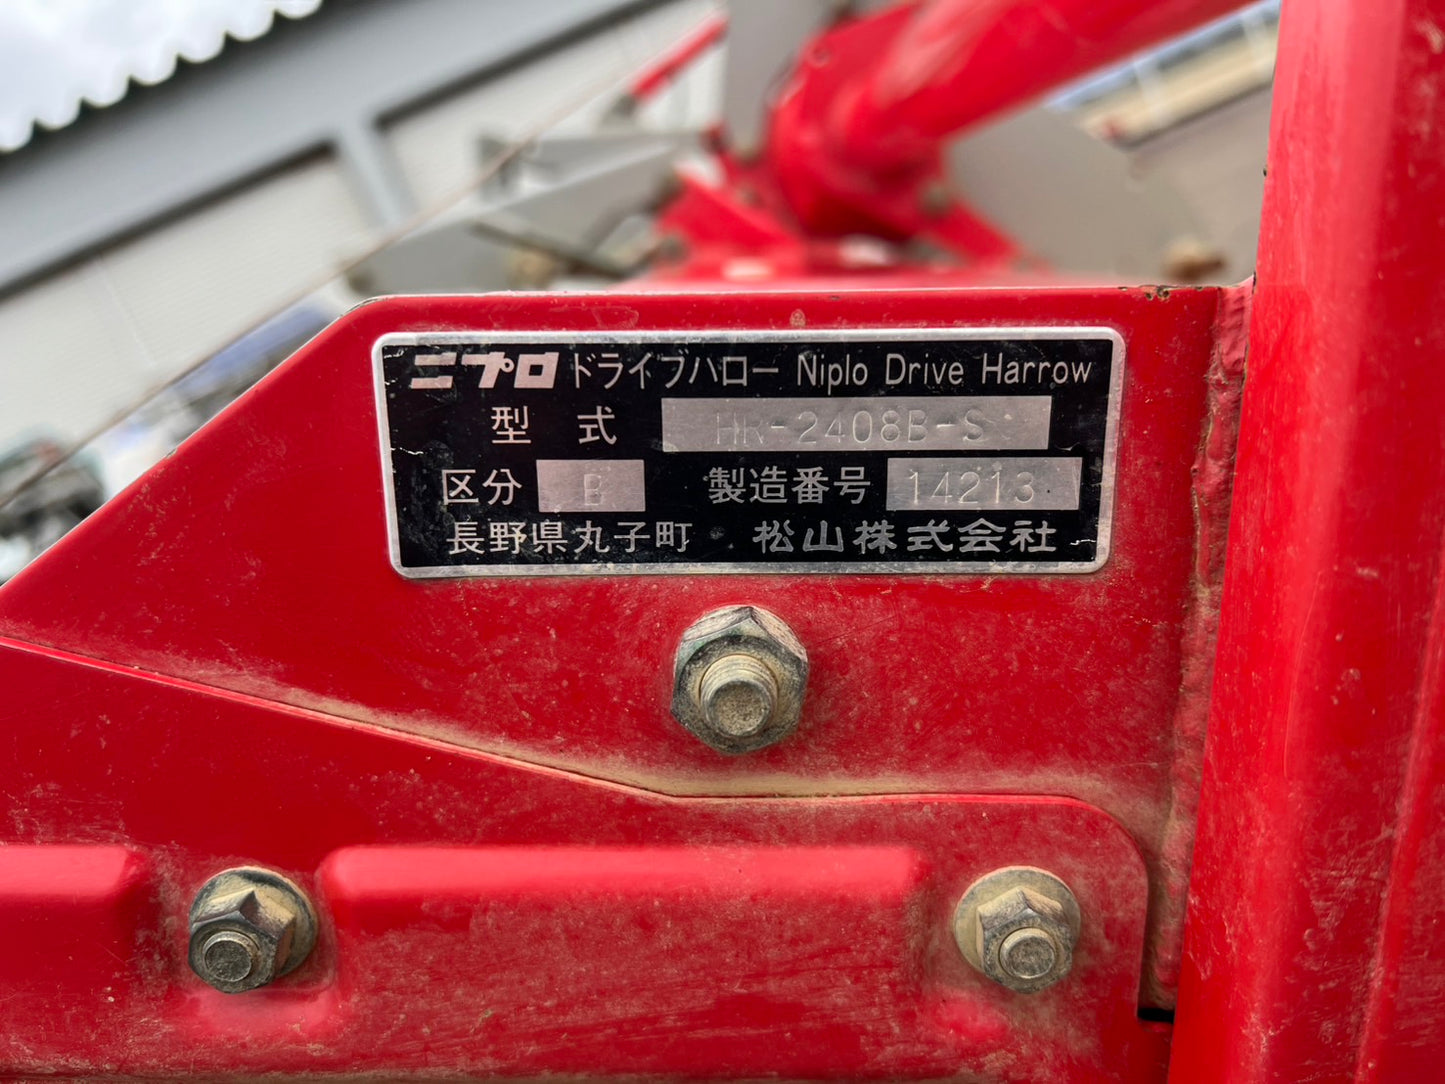 ニプロ ドライブハロー Niplo Drive Harrow
型式 HR-2408B-S
区分 B 製造番号 14213
長野県丸子町 松山株式会社